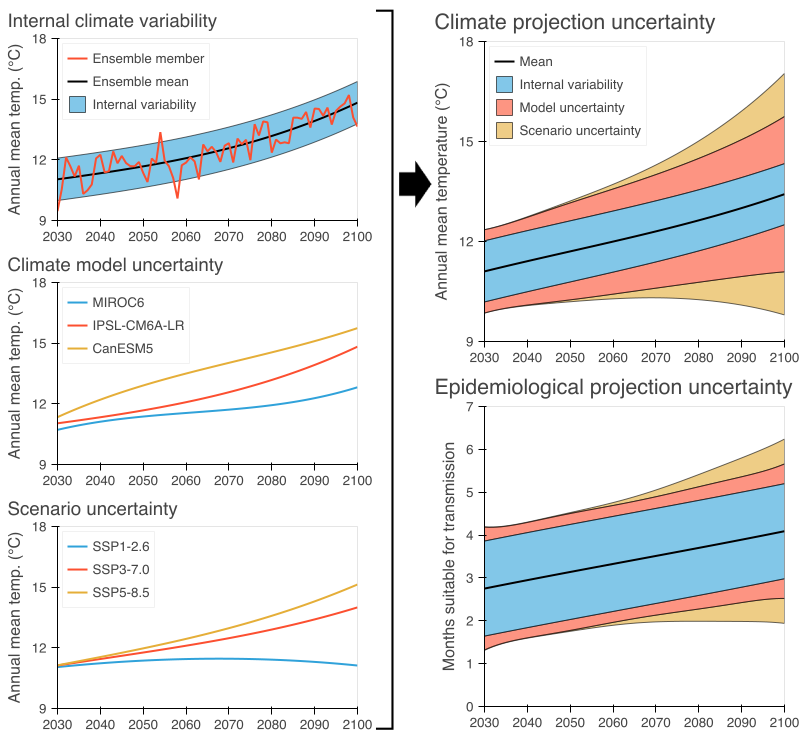 Internal climate variability
Annual mean temp. (°C)
18
15
12
9
Ensemble member
Ensemble mean
Internal variability
2030 2040 2050 2060 2070 2080 2090 2100
Climate model uncertainty
Annual mean temp. (°C)
18
15
12
9
MIROC6
IPSL-CM6A-LR
CanESM5
2030 2040 2050 2060 2070 2080 2090 2100
Scenario uncertainty
Annual mean temp. (°C)
18
15
12
9
SSP1-2.6
SSP3-7.0
SSP5-8.5
2030 2040 2050 2060 2070 2080 2090 2100
Climate projection uncertainty
Annual mean temperature (°C)
18
15
12
9
Mean
Internal variability
Model uncertainty
Scenario uncertainty
2030 2040 2050 2060 2070 2080 2090 2100
Epidemiological projection uncertainty
Months suitable for transmission
7
6
5
4
3
2
1
0
2030 2040 2050 2060 2070 2080 2090 2100